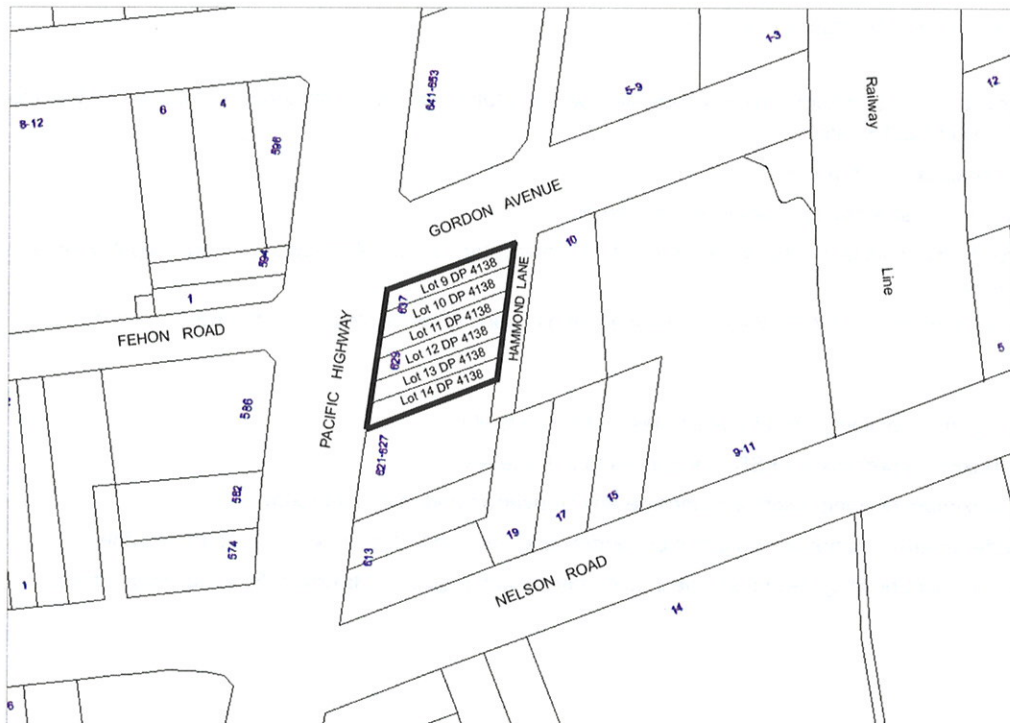 8-12
6
4
596
594
1
641-653
5-9
1-3
Railway
Line
12
GORDON AVENUE
10
HAMMOND LANE
637
Lot 9 DP 4138
Lot 10 DP 4138
Lot 11 DP 4138
629
Lot 12 DP 4138
Lot 13 DP 4138
Lot 14 DP 4138
FEHON ROAD
PACIFIC HIGHWAY
586
582
574
1
621-627
613
19
17
15
9-11
5
NELSON ROAD
14
6